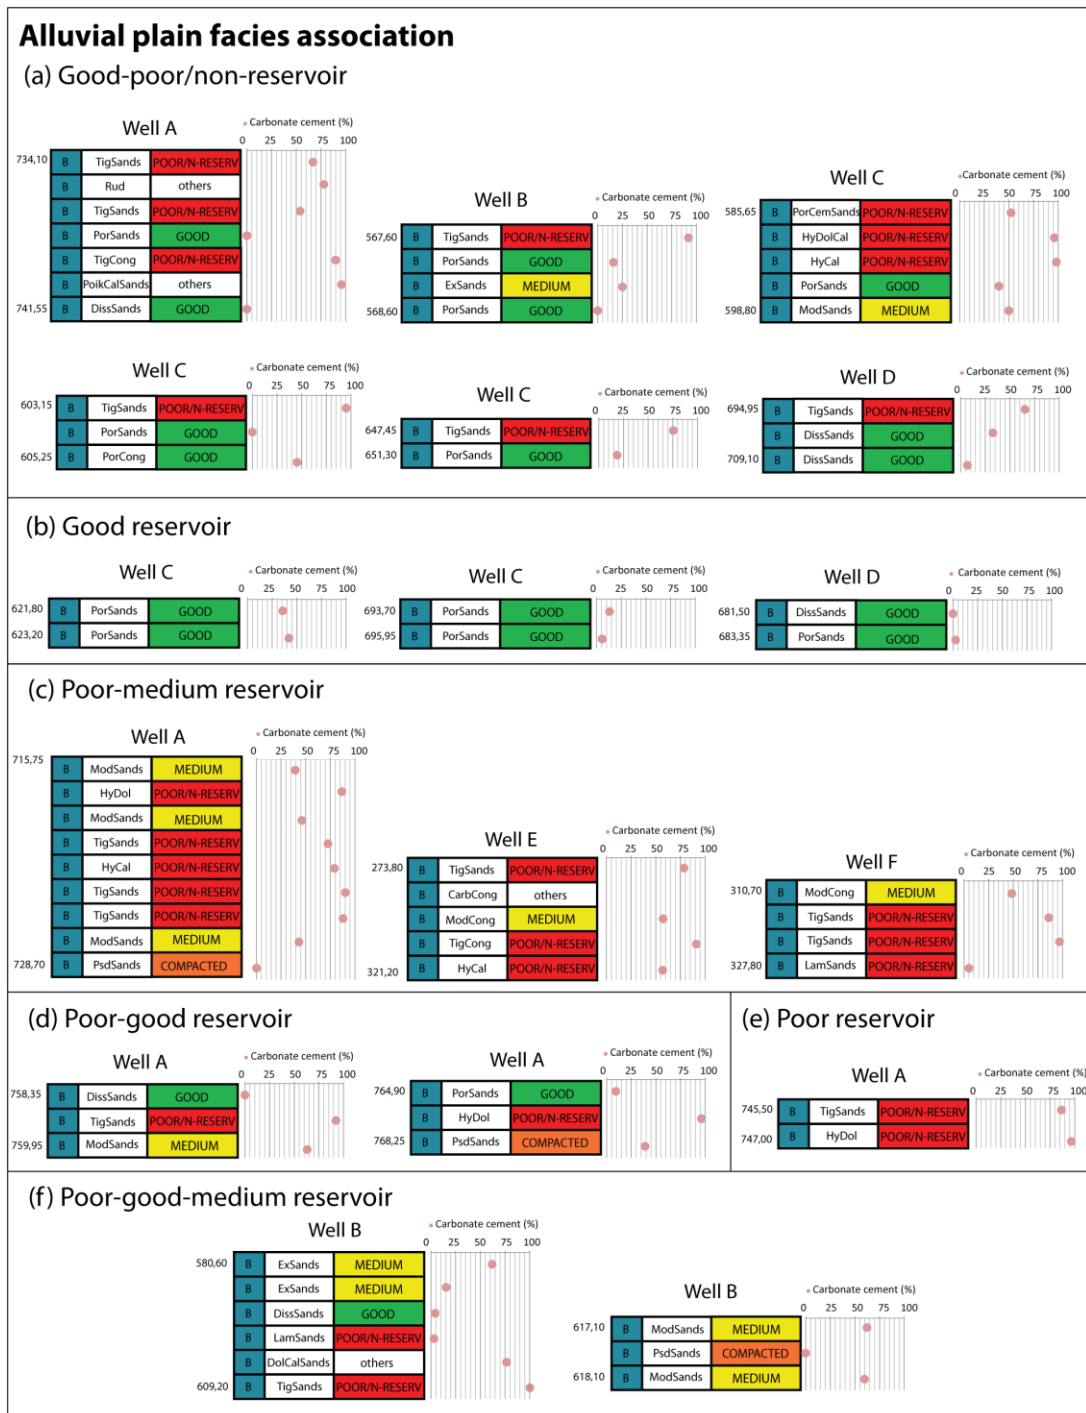 Alluvial plain facies association
(a) Good-poor/non-reservoir
Well A
Carbonate cement (%)
0 25 50 75 100
734,10 B TigSands POOR/N-RESERV
B Rud others
B TigSands POOR/N-RESERV
B PorSands GOOD
B TigCong POOR/N-RESERV
B PoikCalSands others
741,55 B DissSands GOOD
Well B
Carbonate cement (%)
0 25 50 75 100
567,60 B TigSands POOR/N-RESERV
B PorSands GOOD
B ExSands MEDIUM
568,60 B PorSands GOOD
Well C
Carbonate cement (%)
0 25 50 75 100
585,65 B PorCemSands POOR/N-RESERV
B HyDolCal POOR/N-RESERV
B HyCal POOR/N-RESERV
B PorSands GOOD
598,80 B ModSands MEDIUM
Well C
Carbonate cement (%)
0 25 50 75 100
603,15 B TigSands POOR/N-RESERV
B PorSands GOOD
605,25 B PorCong GOOD
Well C
Carbonate cement (%)
0 25 50 75 100
647,45 B TigSands POOR/N-RESERV
651,30 B PorSands GOOD
Well D
Carbonate cement (%)
0 25 50 75 100
694,95 B TigSands POOR/N-RESERV
B DissSands GOOD
709,10 B DissSands GOOD
(b) Good reservoir
Well C
Carbonate cement (%)
0 25 50 75 100
621,80 B PorSands GOOD
623,20 B PorSands GOOD
Well C
Carbonate cement (%)
0 25 50 75 100
693,70 B PorSands GOOD
695,95 B PorSands GOOD
Well D
Carbonate cement (%)
0 25 50 75 100
681,50 B DissSands GOOD
683,35 B PorSands GOOD
(c) Poor-medium reservoir
Well A
Carbonate cement (%)
0 25 50 75 100
715,75 B ModSands MEDIUM
B HyDol POOR/N-RESERV
B ModSands MEDIUM
B TigSands POOR/N-RESERV
B HyCal POOR/N-RESERV
B TigSands POOR/N-RESERV
B TigSands POOR/N-RESERV
B ModSands MEDIUM
728,70 B PsdSands COMPACTED
Well E
Carbonate cement (%)
0 25 50 75 100
273,80 B TigSands POOR/N-RESERV
B CarbCong others
B ModCong MEDIUM
B TigCong POOR/N-RESERV
321,20 B HyCal POOR/N-RESERV
Well F
Carbonate cement (%)
0 25 50 75 100
310,70 B ModCong MEDIUM
B TigSands POOR/N-RESERV
B TigSands POOR/N-RESERV
327,80 B LamSands POOR/N-RESERV
(d) Poor-good reservoir
Well A
Carbonate cement (%)
0 25 50 75 100
758,35 B DissSands GOOD
B TigSands POOR/N-RESERV
759,95 B ModSands MEDIUM
Well A
Carbonate cement (%)
0 25 50 75 100
764,90 B PorSands GOOD
B HyDol POOR/N-RESERV
768,25 B PsdSands COMPACTED
(e) Poor reservoir
Well A
Carbonate cement (%)
0 25 50 75 100
745,50 B TigSands POOR/N-RESERV
747,00 B HyDol POOR/N-RESERV
(f) Poor-good-medium reservoir
Well B
Carbonate cement (%)
0 25 50 75 100
580,60 B ExSands MEDIUM
B ExSands MEDIUM
B DissSands GOOD
B LamSands POOR/N-RESERV
B DolCalSands others
609,20 B TigSands POOR/N-RESERV
Well B
Carbonate cement (%)
0 25 50 75 100
617,10 B ModSands MEDIUM
B PsdSands COMPACTED
618,10 B ModSands MEDIUM